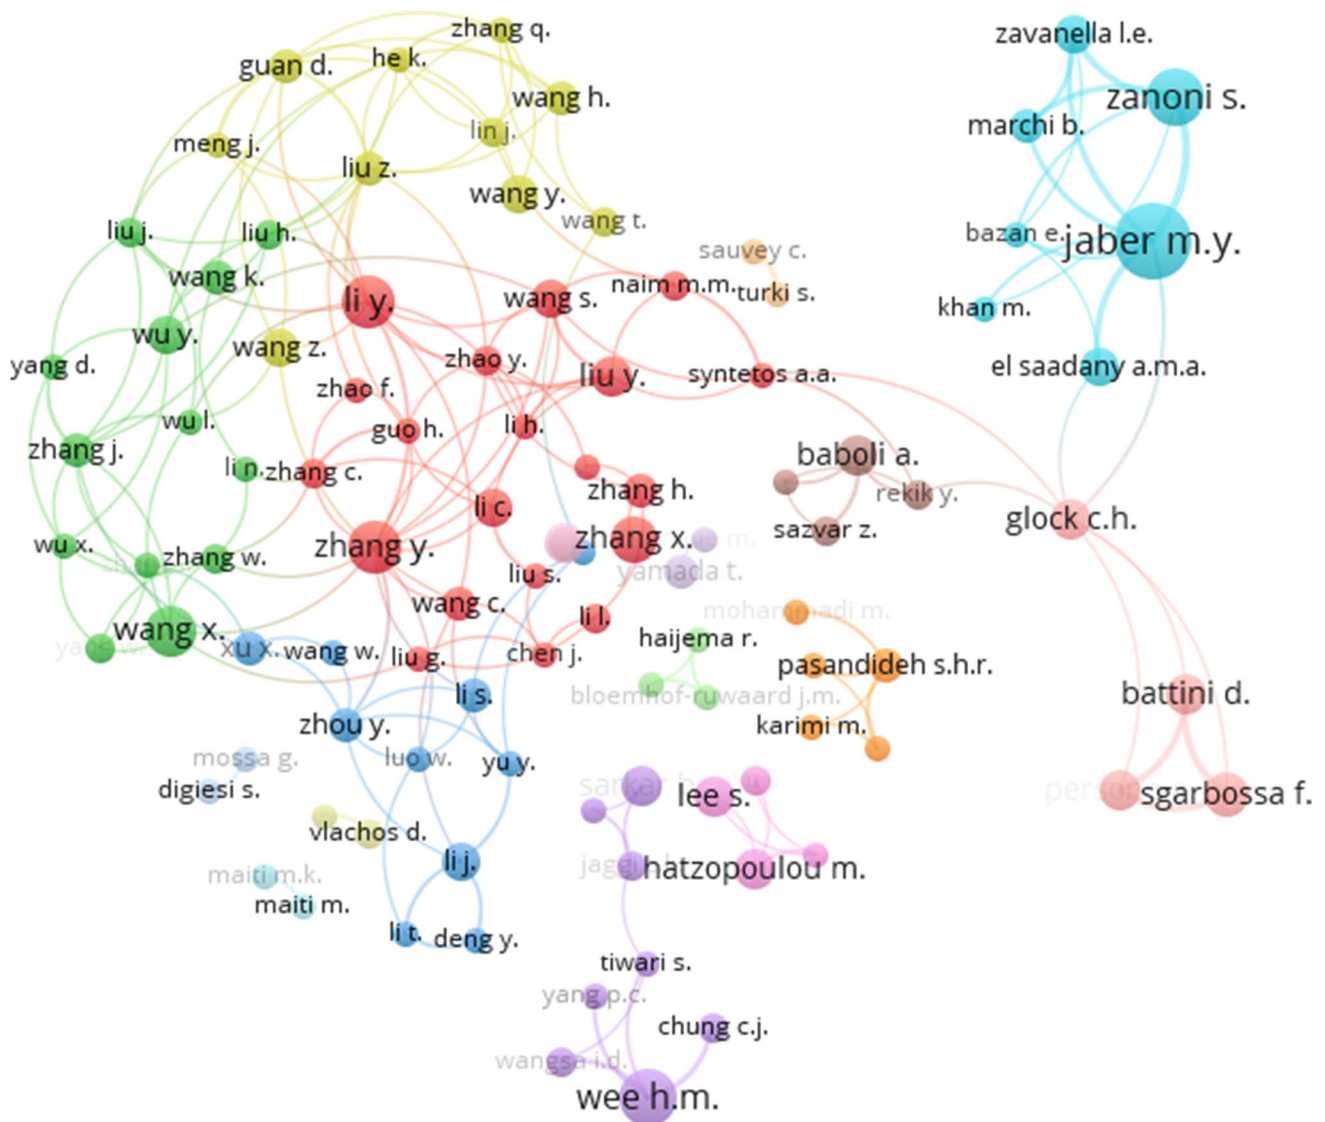 zhang q.
zavanella l.e.
guan d.
he k.
wang h.
zanoni s.
lin j.
marchi b.
meng j.
liu z.
wang y.
wang t.
liu j.
liu h.
bazan e.
jaber m.y.
sauvey c.
wang k.
naim m.m.
turki s.
li y.
wang s.
khan m.
wu y.
wang z.
yang d.
zhao y.
liu y.
syntetos a.a.
el saadany a.m.a.
zhao f.
wu l.
guo h.
li h.
zhang j.
li n.
zhang c.
baboli a.
zhang h.
rekik y.
li c.
glock c.h.
sazvar z.
wu x.
zhang w.
zhang y.
zhang x.
liu s.
yamada t.
wang c.
li l.
mohammadi m.
wang x.
haijema r.
xu x.
wang w.
liu g.
chen j.
pasandideh s.h.r.
li s.
bloemhof-ruwaard j.m.
battini d.
zhou y.
karimi m.
mossa g.
luo w.
yu y.
digiesi s.
lee s.
sgarbossa f.
vlachos d.
li j.
hatzopoulou m.
maiti m.k.
maiti m.
li t.
deng y.
tiwari s.
yang p.c.
chung c.j.
wangsa i.d.
wee h.m.